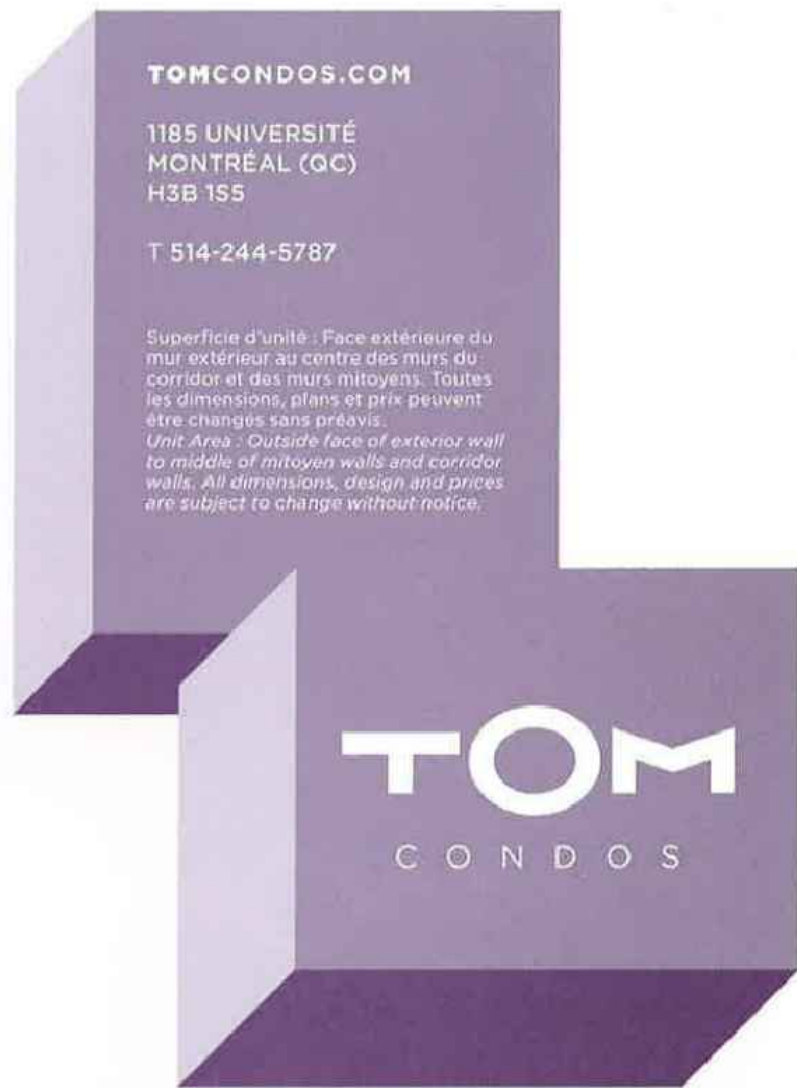 TOMCONDOS.COM
1185 UNIVERSITÉ
MONTRÉAL (QC)
H3B 1S5
T 514-244-5787
Superficie d'unité : Face extérieure du
mur extérieur au centre des murs du
corridor et des murs mitoyens. Toutes
les dimensions, plans et prix peuvent
être changés sans préavis.
Unit Area : Outside face of exterior wall
to middle of mitoyen walls and corridor
walls. All dimensions, design and prices
are subject to change without notice.
TOM
CONDOS